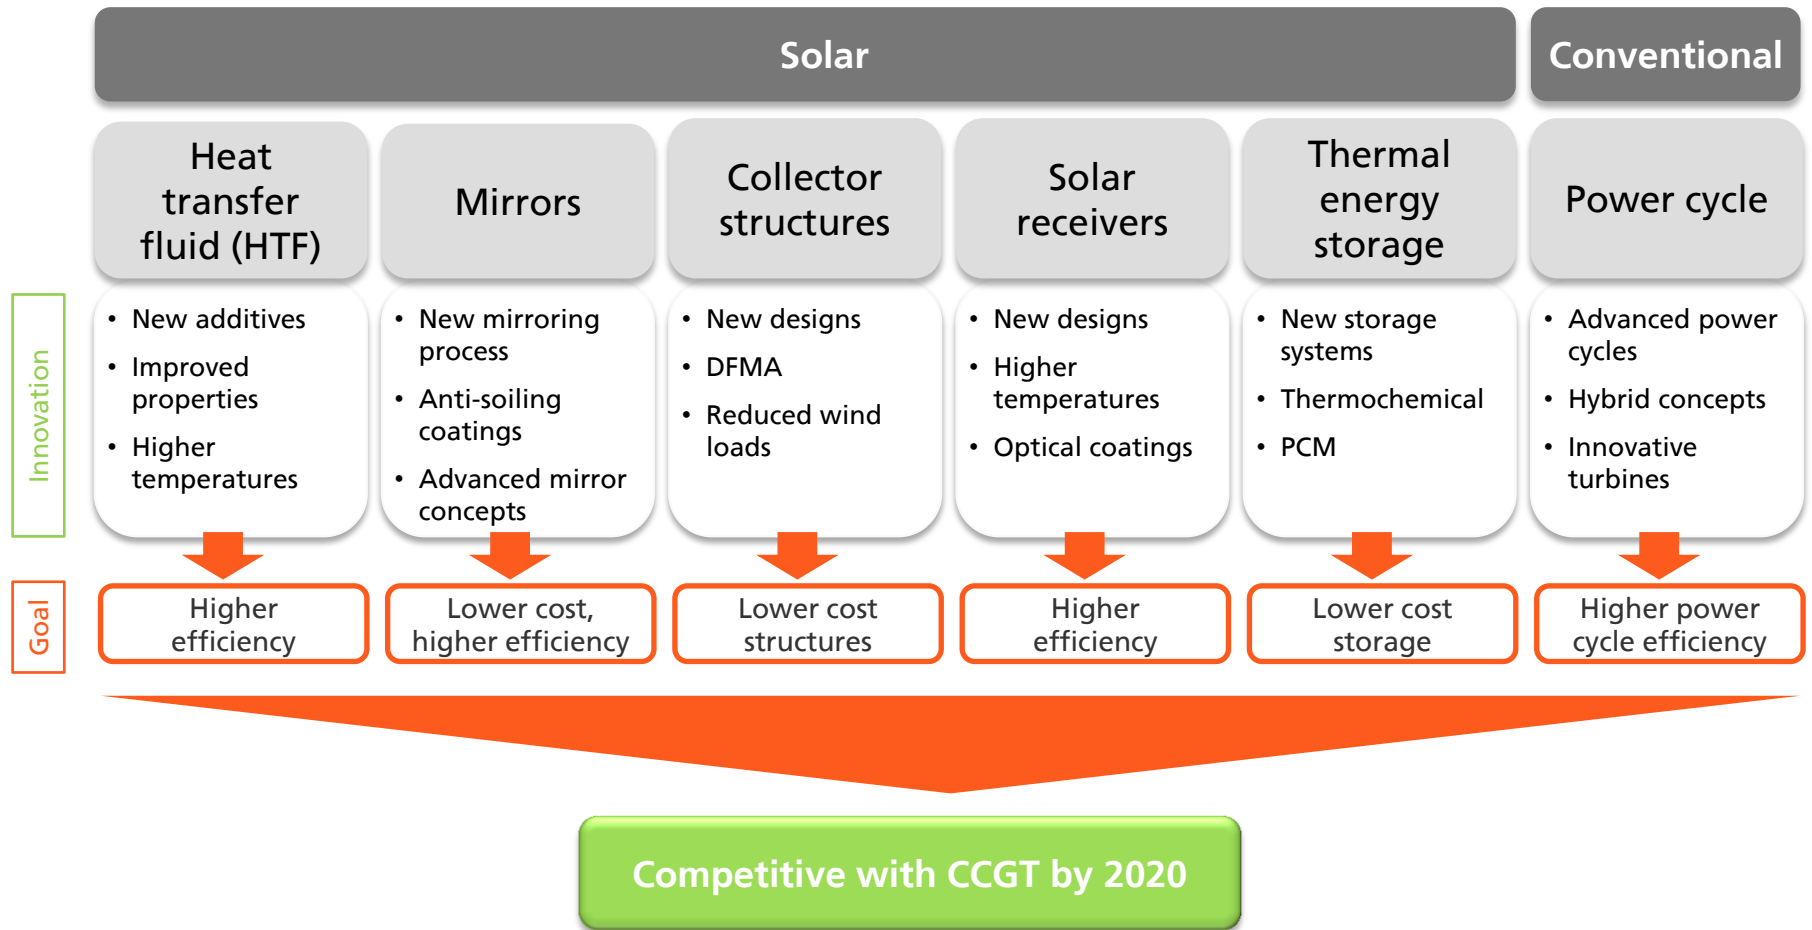 Solar
Conventional
Heat
transfer
fluid (HTF)
Mirrors
Collector
structures
Solar
receivers
Thermal
energy
storage
Power cycle
Innovation
• New additives
• Improved
properties
• Higher
temperatures
• New mirroring
process
• Anti-soiling
coatings
• Advanced mirror
concepts
• New designs
• DFMA
• Reduced wind
loads
• New designs
• Higher
temperatures
• Optical coatings
• New storage
systems
• Thermochemical
• PCM
• Advanced power
cycles
• Hybrid concepts
• Innovative
turbines
Goal
Higher
efficiency
Lower cost,
higher efficiency
Lower cost
structures
Higher
efficiency
Lower cost
storage
Higher power
cycle efficiency
Competitive with CCGT by 2020